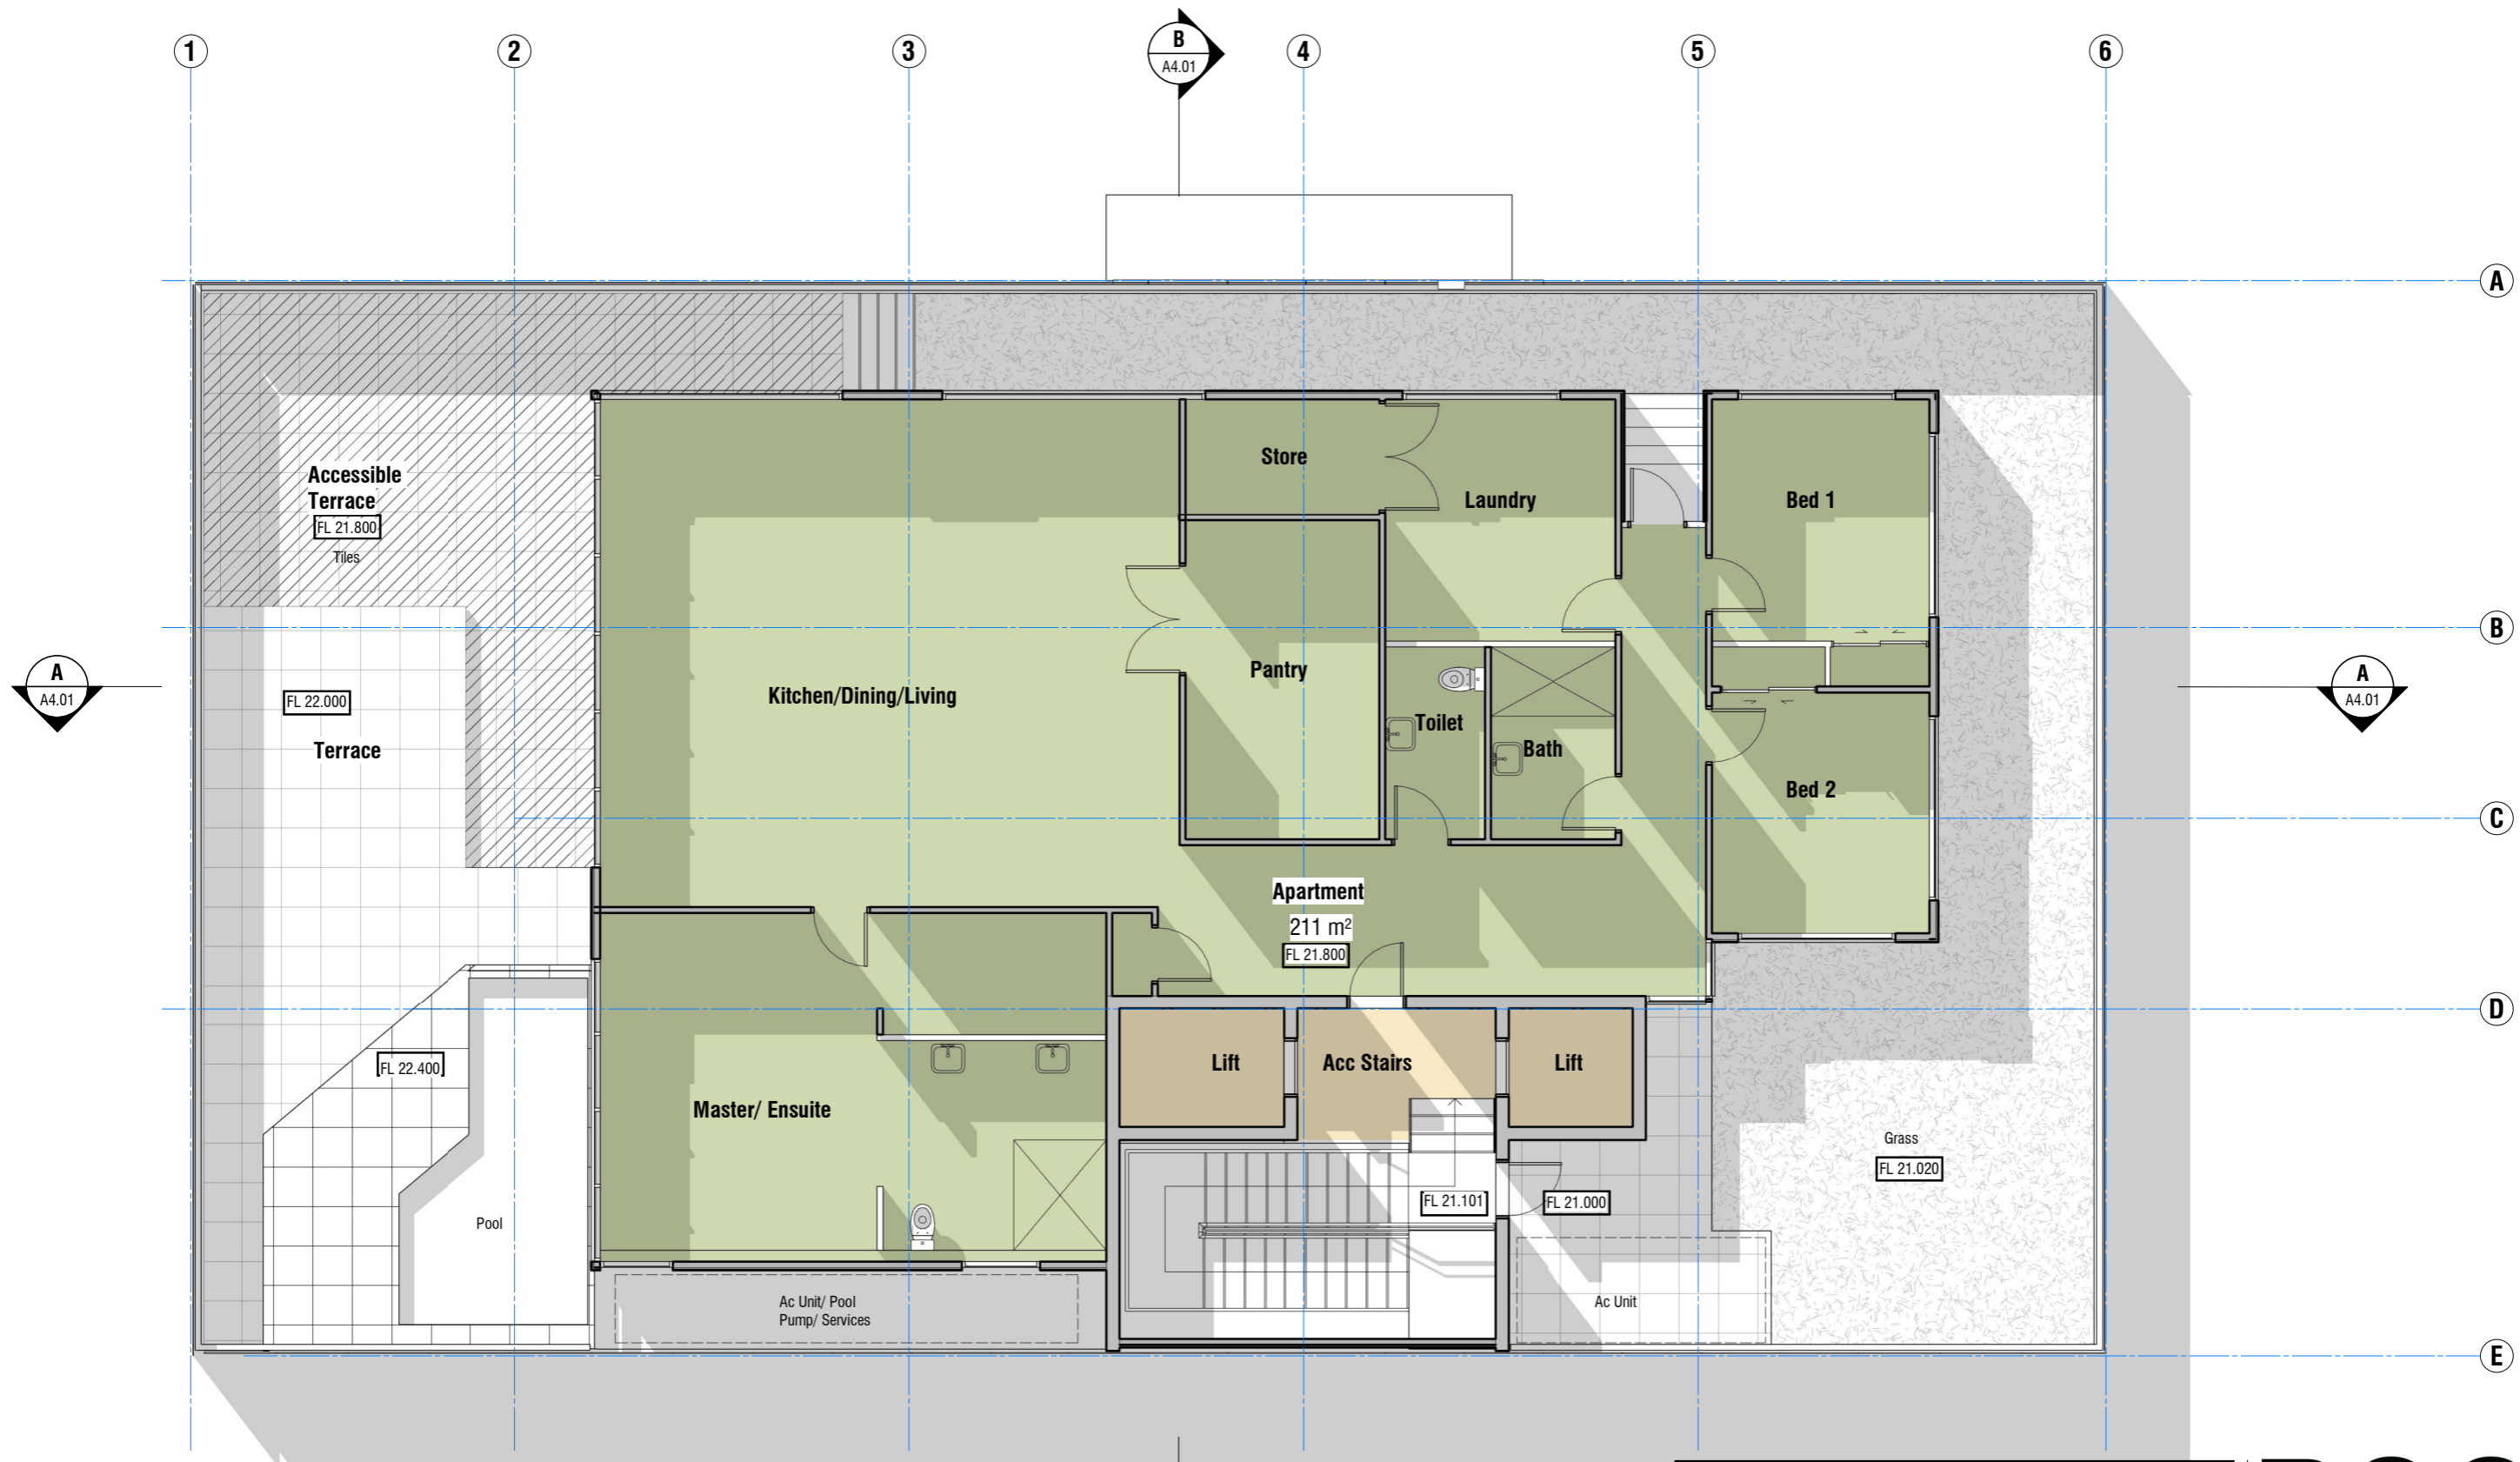 1
2
3
B
A4.01
4
5
6
A
Accessible
Terrace
FL 21.800
Tiles
Store
Laundry
Bed 1
B
A
A4.01
FL 22.000
Terrace
Kitchen/Dining/Living
Pantry
Toilet
Bath
Bed 2
A
A4.01
C
Apartment
211 m²
FL 21.800
D
FL 22.400
Master/ Ensuite
Lift
Acc Stairs
Lift
Pool
FL 21.101
FL 21.000
Grass
FL 21.020
Ac Unit/ Pool
Pump/ Services
Ac Unit
E